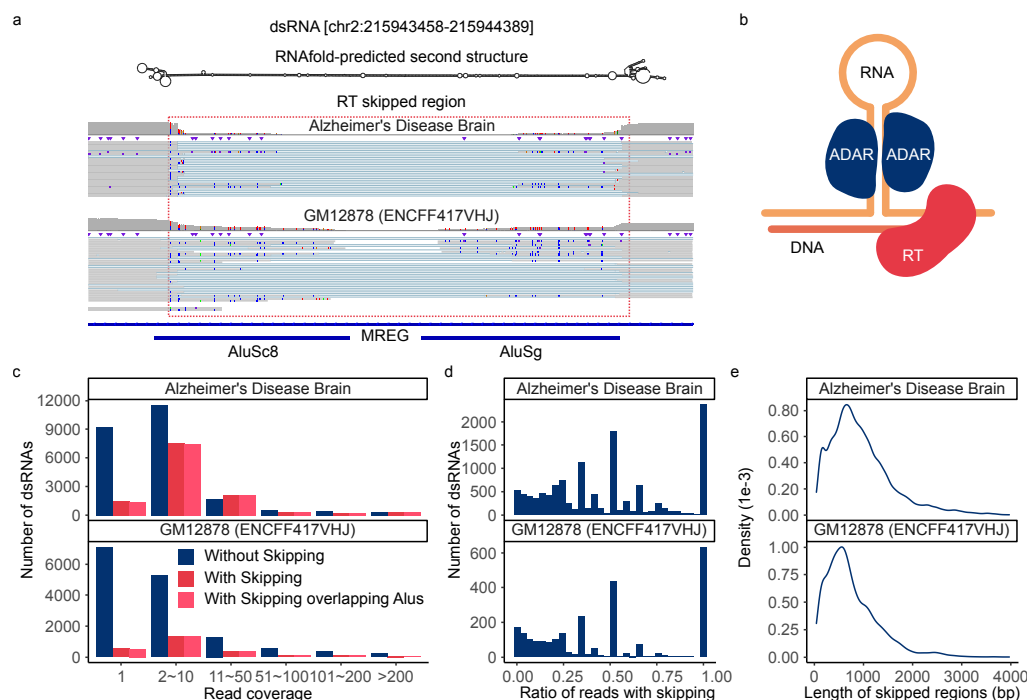 a
dsRNA [chr2:215943458-215944389]
RNAfold-predicted second structure
RT skipped region
Alzheimer's Disease Brain
GM12878 (ENCFF417VHJ)
MREG
AluSc8
AluSg
b
RNA
ADAR
ADAR
DNA
RT
c
Alzheimer's Disease Brain
12000
9000
6000
3000
0
GM12878 (ENCFF417VHJ)
Without Skipping
With Skipping
With Skipping overlapping Alus
6000
4000
2000
0
Number of dsRNAs
1
2~10
11~50
51~100
101~200
>200
Read coverage
d
Alzheimer's Disease Brain
2000
1500
1000
500
0
GM12878 (ENCFF417VHJ)
600
400
200
0
Number of dsRNAs
0.00 0.25 0.50 0.75 1.00
Ratio of reads with skipping
e
Alzheimer's Disease Brain
0.80
0.60
0.40
0.20
0.00
GM12878 (ENCFF417VHJ)
1.00
0.75
0.50
0.25
0.00
Density (1e-3)
0 1000 2000 3000 4000
Length of skipped regions (bp)